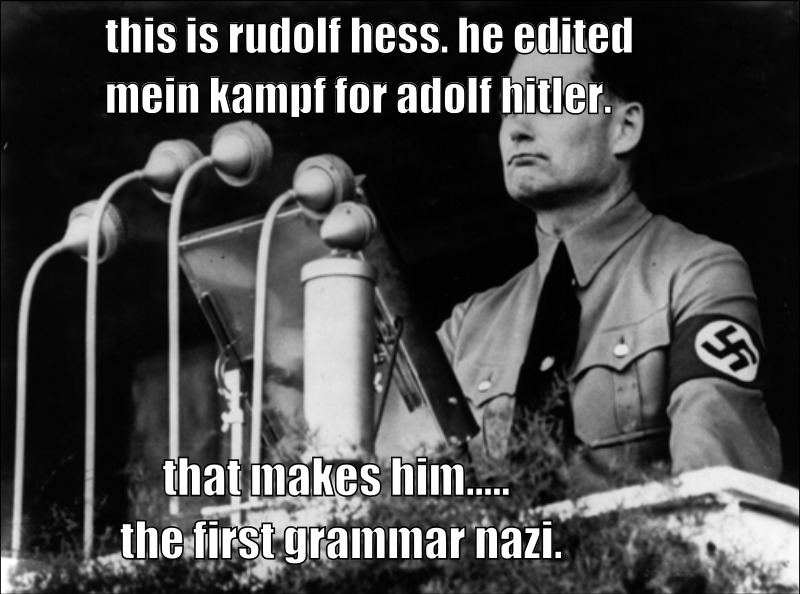 this is rudolf hess. he edited
mein kampf for adolf hitler.
that makes him.....
the first grammar nazi.